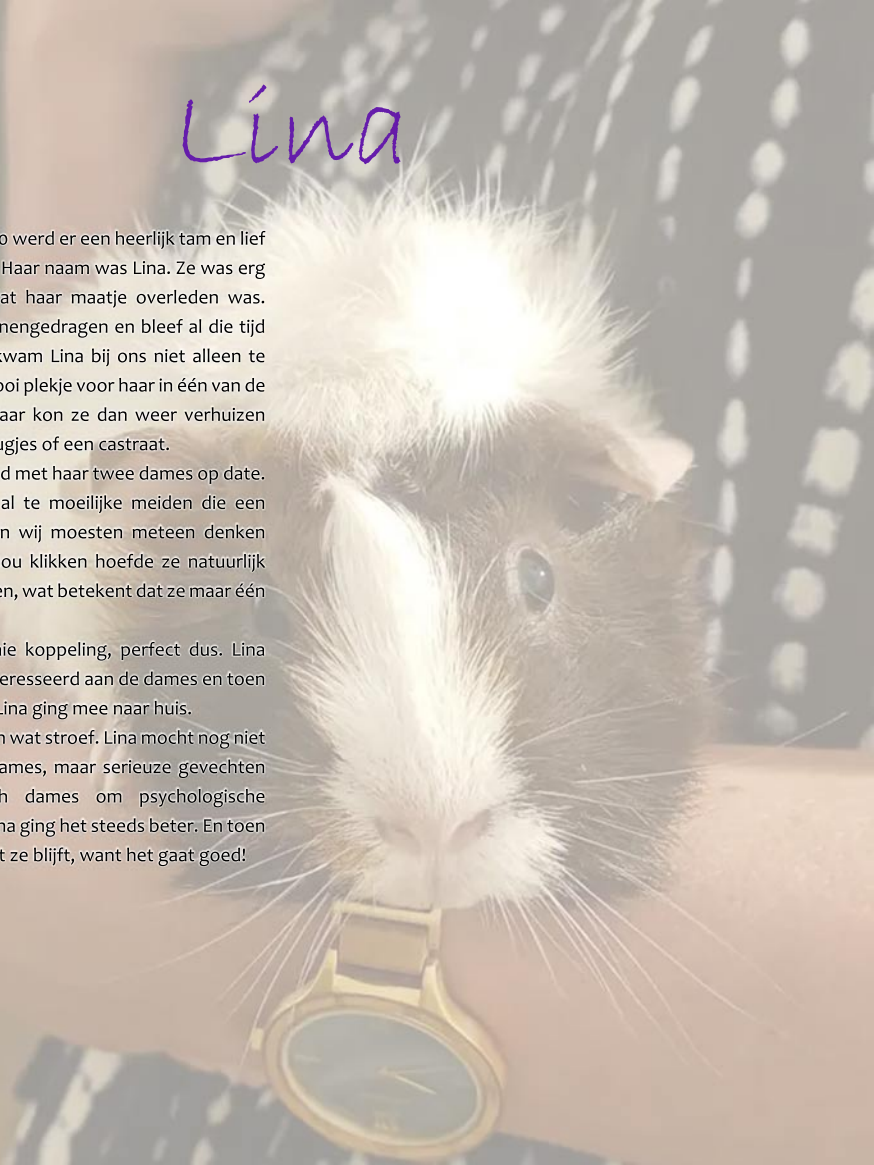 Lina
0 werd er een heerlijk tam en lief
Haar naam was Lina. Ze was erg
at haar maatje overleden was.
nengedragen en bleef al die tijd
kwam Lina bij ons niet alleen te
ooi plekje voor haar in één van de
aar kon ze dan weer verhuizen
ugjes of een castraat.
d met haar twee dames op date.
al te moeilijke meiden die een
n wij moesten meteen denken
ou klikken hoefde ze natuurlijk
en, wat betekent dat ze maar één
nie koppeling, perfect dus. Lina
eresseerd aan de dames en toen
Lina ging mee naar huis.
n wat stroef. Lina mocht nog niet
ames, maar serieuze gevechten
h dames om psychologische
na ging het steeds beter. En toen
t ze blijft, want het gaat goed!